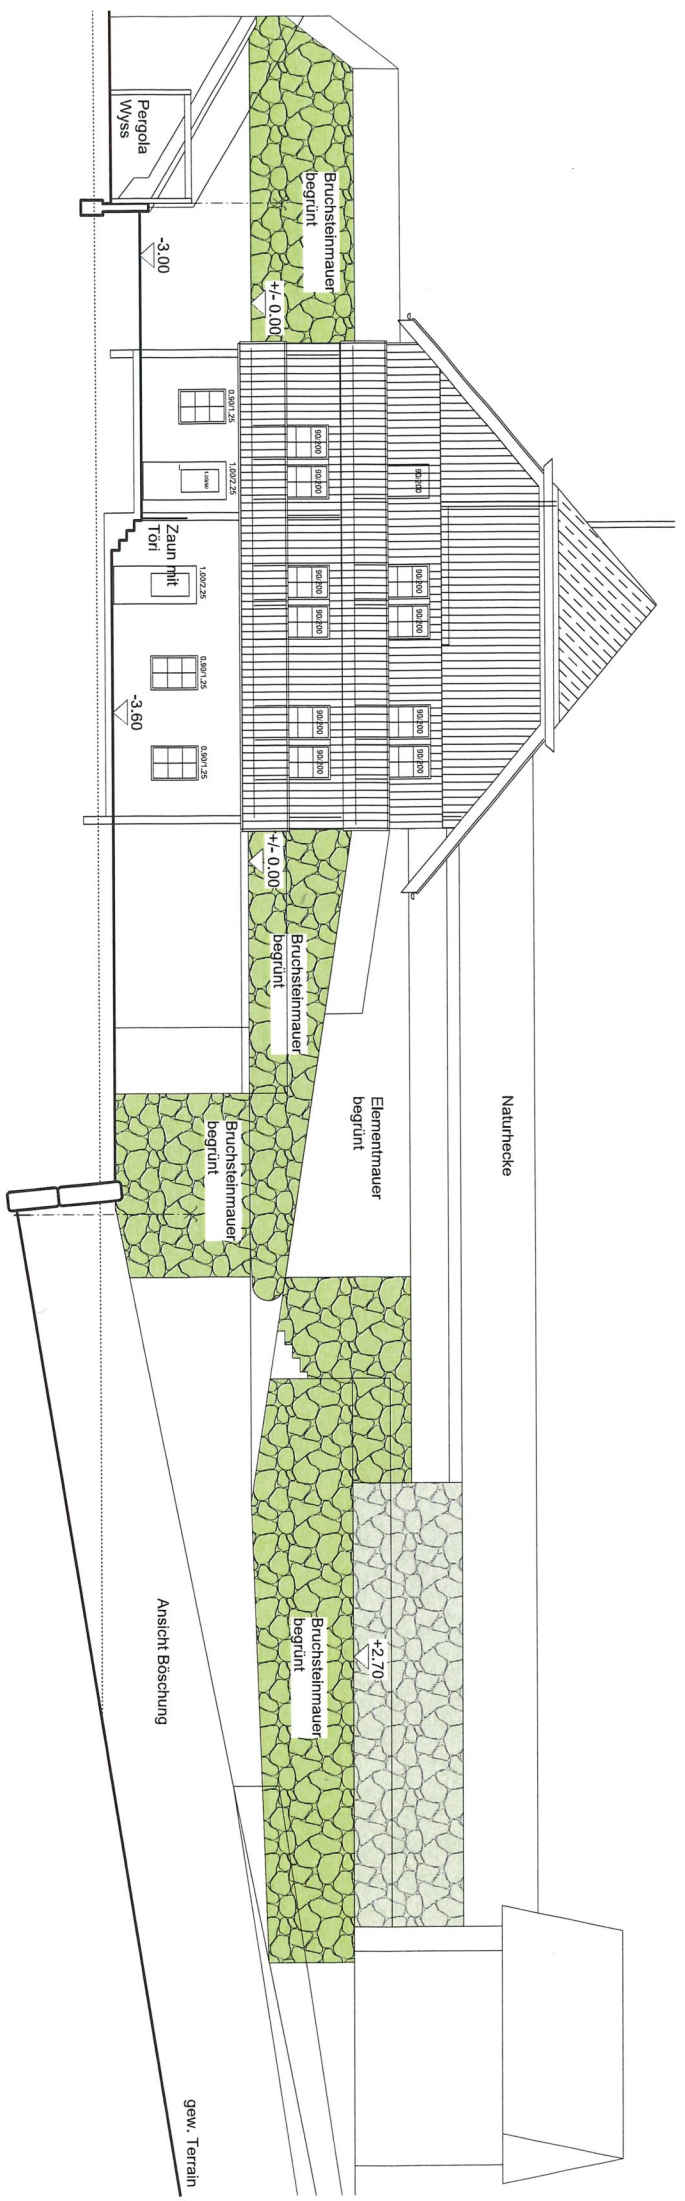 Naturhecke
Elementmauer
begrünt
Bruchsteinmauer
begrünt
+/- 0.00
-3.00
Pergola
Wyss
90/200
90/200
90/200
90/200
90/200
90/200
90/200
90/200
90/200
90/200
90/200
0.90/1.25
1.00/2.25
1.00/60
Zaun mit
Töri
1.00/2.25
0.90/1.25
0.90/1.25
-3.60
+/- 0.00
Bruchsteinmauer
begrünt
Bruchsteinmauer
begrünt
+2.70
Bruchsteinmauer
begrünt
Ansicht Böschung
gew. Terrain